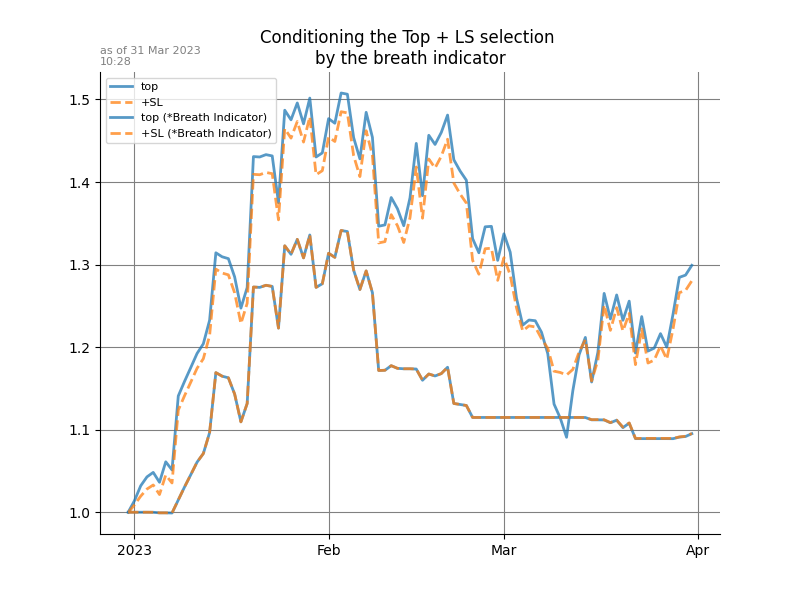 Conditioning the Top + LS selection
by the breath indicator
as of 31 Mar 2023
10:28
top
+SL
top (*Breath Indicator)
+SL (*Breath Indicator)
1.5
1.4
1.3
1.2
1.1
1.0
2023 Feb Mar Apr